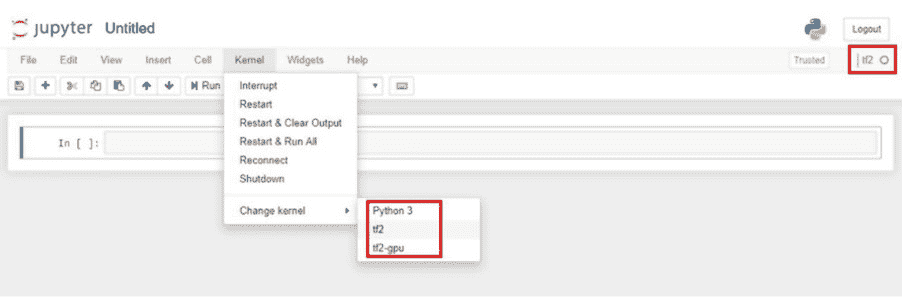 jupyter Untitled
Logout
File Edit View Insert Cell Kernel Widgets Help
Trusted
tf2
Run
Interrupt
Restart
Restart & Clear Output
Restart & Run All
Reconnect
Shutdown
Change kernel
In [ ]:
Python 3
tf2
tf2-gpu